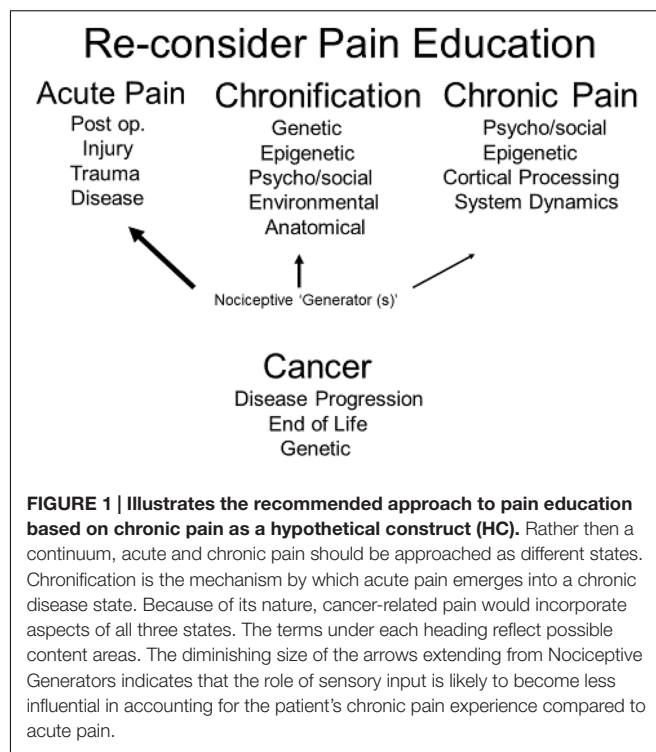 Re-consider Pain Education
Acute Pain
Post op.
Injury
Trauma
Disease
Chronification
Genetic
Epigenetic
Psycho/social
Environmental
Anatomical
Chronic Pain
Psycho/social
Epigenetic
Cortical Processing
System Dynamics
Nociceptive 'Generator (s)'
Cancer
Disease Progression
End of Life
Genetic
FIGURE 1 | Illustrates the recommended approach to pain education
based on chronic pain as a hypothetical construct (HC). Rather then a
continuum, acute and chronic pain should be approached as different states.
Chronification is the mechanism by which acute pain emerges into a chronic
disease state. Because of its nature, cancer-related pain would incorporate
aspects of all three states. The terms under each heading reflect possible
content areas. The diminishing size of the arrows extending from Nociceptive
Generators indicates that the role of sensory input is likely to become less
influential in accounting for the patient's chronic pain experience compared to
acute pain.